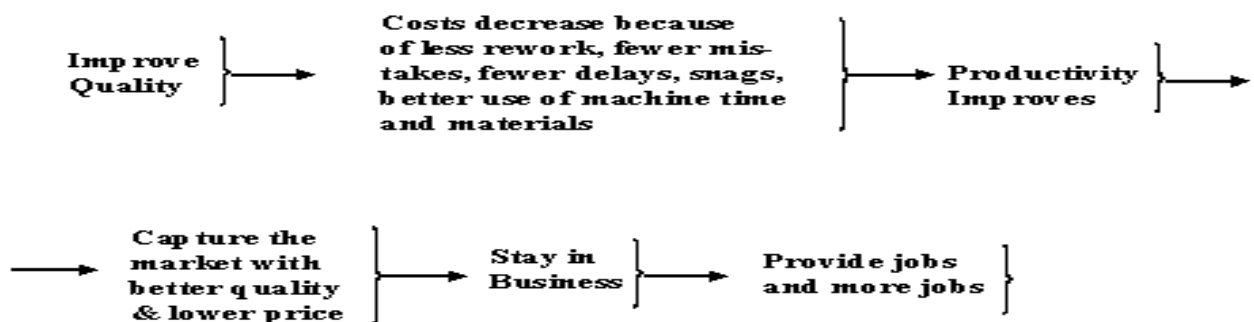 Improve
Quality
Costs decrease because
of less rework, fewer mis-
takes, fewer delays, snags,
better use of machine time
and materials
Productivity
Improves
Capture the
market with
better quality
& lower price
Stay in
Business
Provide jobs
and more jobs